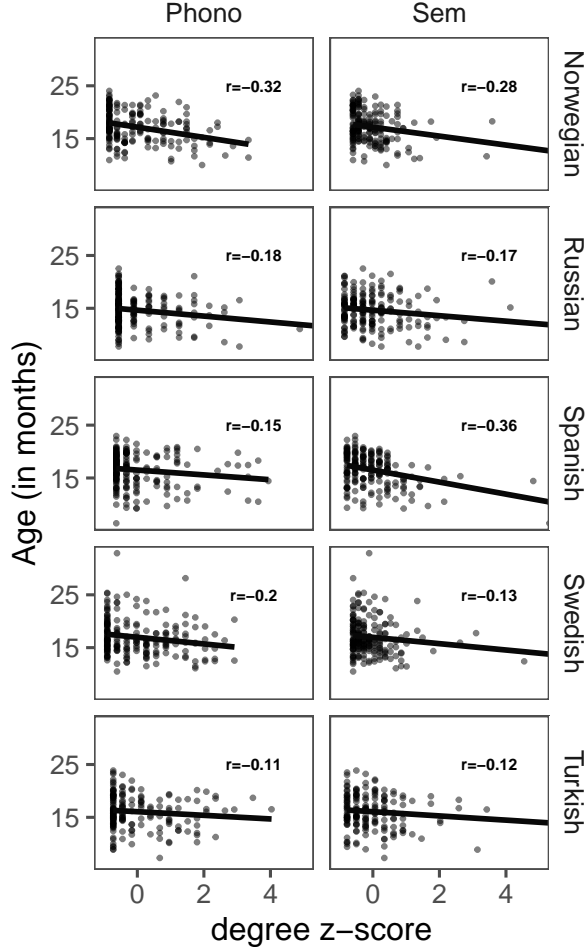 Phono Sem
25
15
r=−0.32
r=−0.28
Norwegian
25
15
r=−0.18
r=−0.17
Russian
25
15
r=−0.15
r=−0.36
Spanish
25
15
r=−0.2
r=−0.13
Swedish
25
15
r=−0.11
r=−0.12
Turkish
Age (in months)
0 2 4 0 2 4
degree z−score